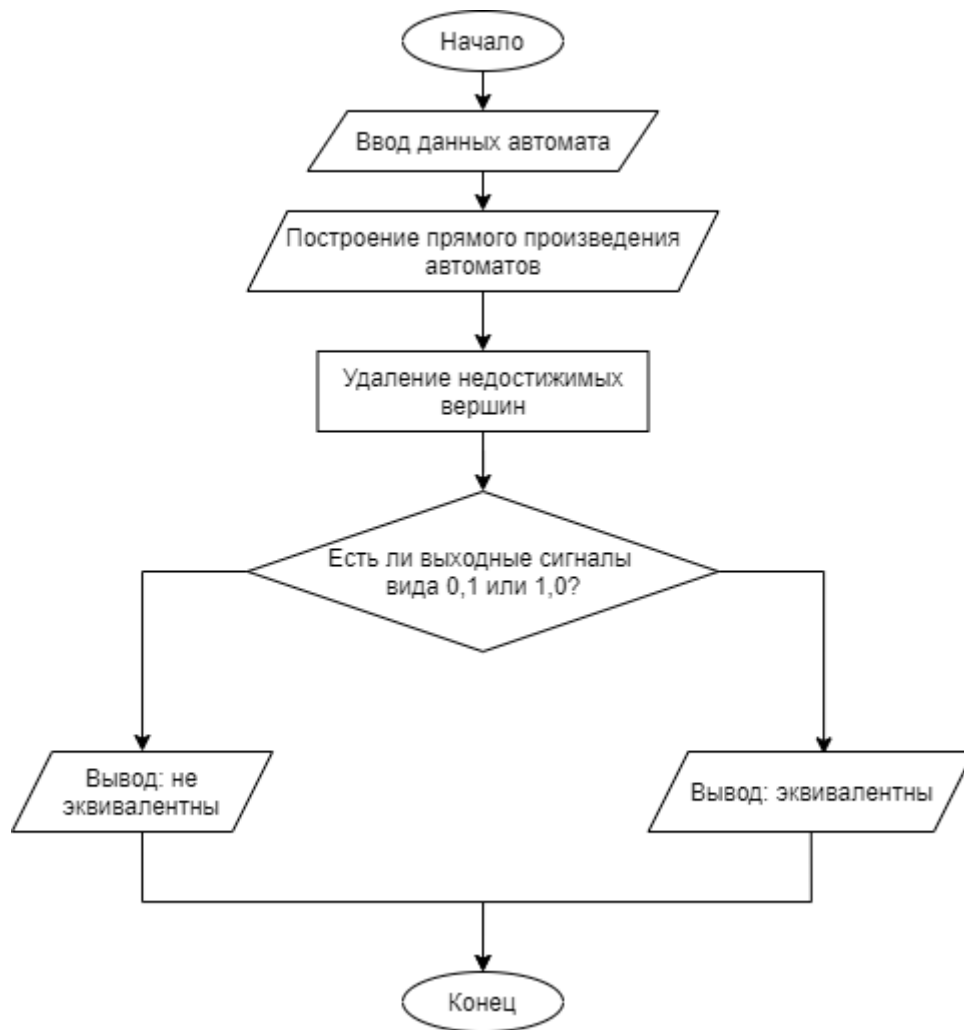 Начало
Ввод данных автомата
Построение прямого произведения
автоматов
Удаление недостижимых
вершин
Есть ли выходные сигналы
вида 0,1 или 1,0?
Вывод: не
эквивалентны
Вывод: эквивалентны
Конец